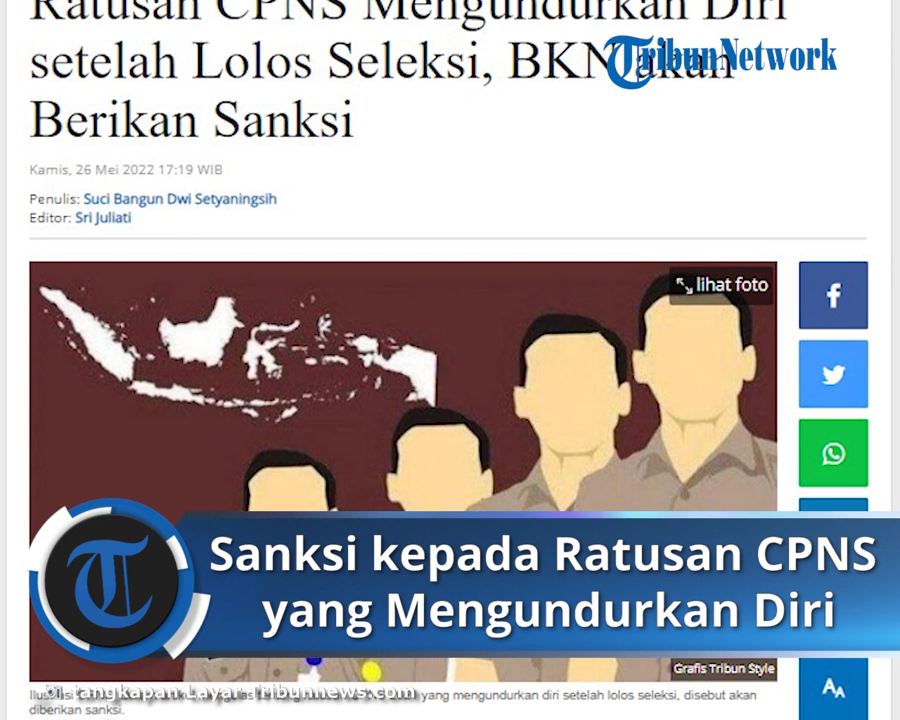 Ratusan CPNS Mengundurkan Diri
setelah Lolos Seleksi, BKN akan
Berikan Sanksi
TribunNetwork
Kamis, 26 Mei 2022 17:19 WIB
Penulis: Suci Bangun Dwi Setyaningsih
Editor: Sri Juliati
lihat foto
Sanksi kepada Ratusan CPNS
yang Mengundurkan Diri
Grafis Tribun Style
tangkapan Layar tribunnews.com
yang mengundurkan diri setelah lolos seleksi, disebut akan
diberikan sanksi.
AA